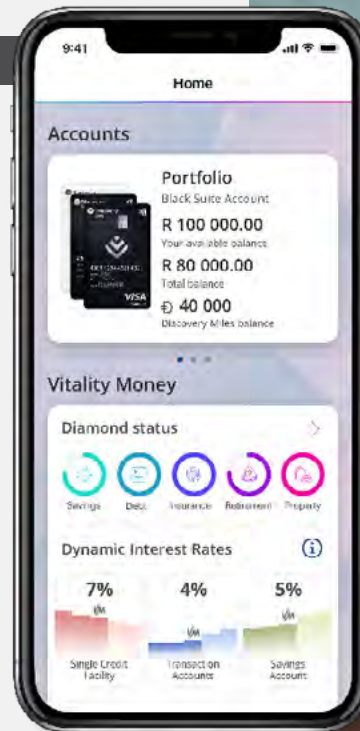 9:41
Home
Accounts
Portfolio
Black Suite Account
R 100 000.00
Your available balance
R 80 000.00
Total balance
40 000
Discovery Miles balance
VISA
Vitality Money
Diamond status
Savings Debt Insurance Retirement Property
Dynamic Interest Rates
7% 4% 5%
Single Credit Facility
Transaction Accounts
Savings Account